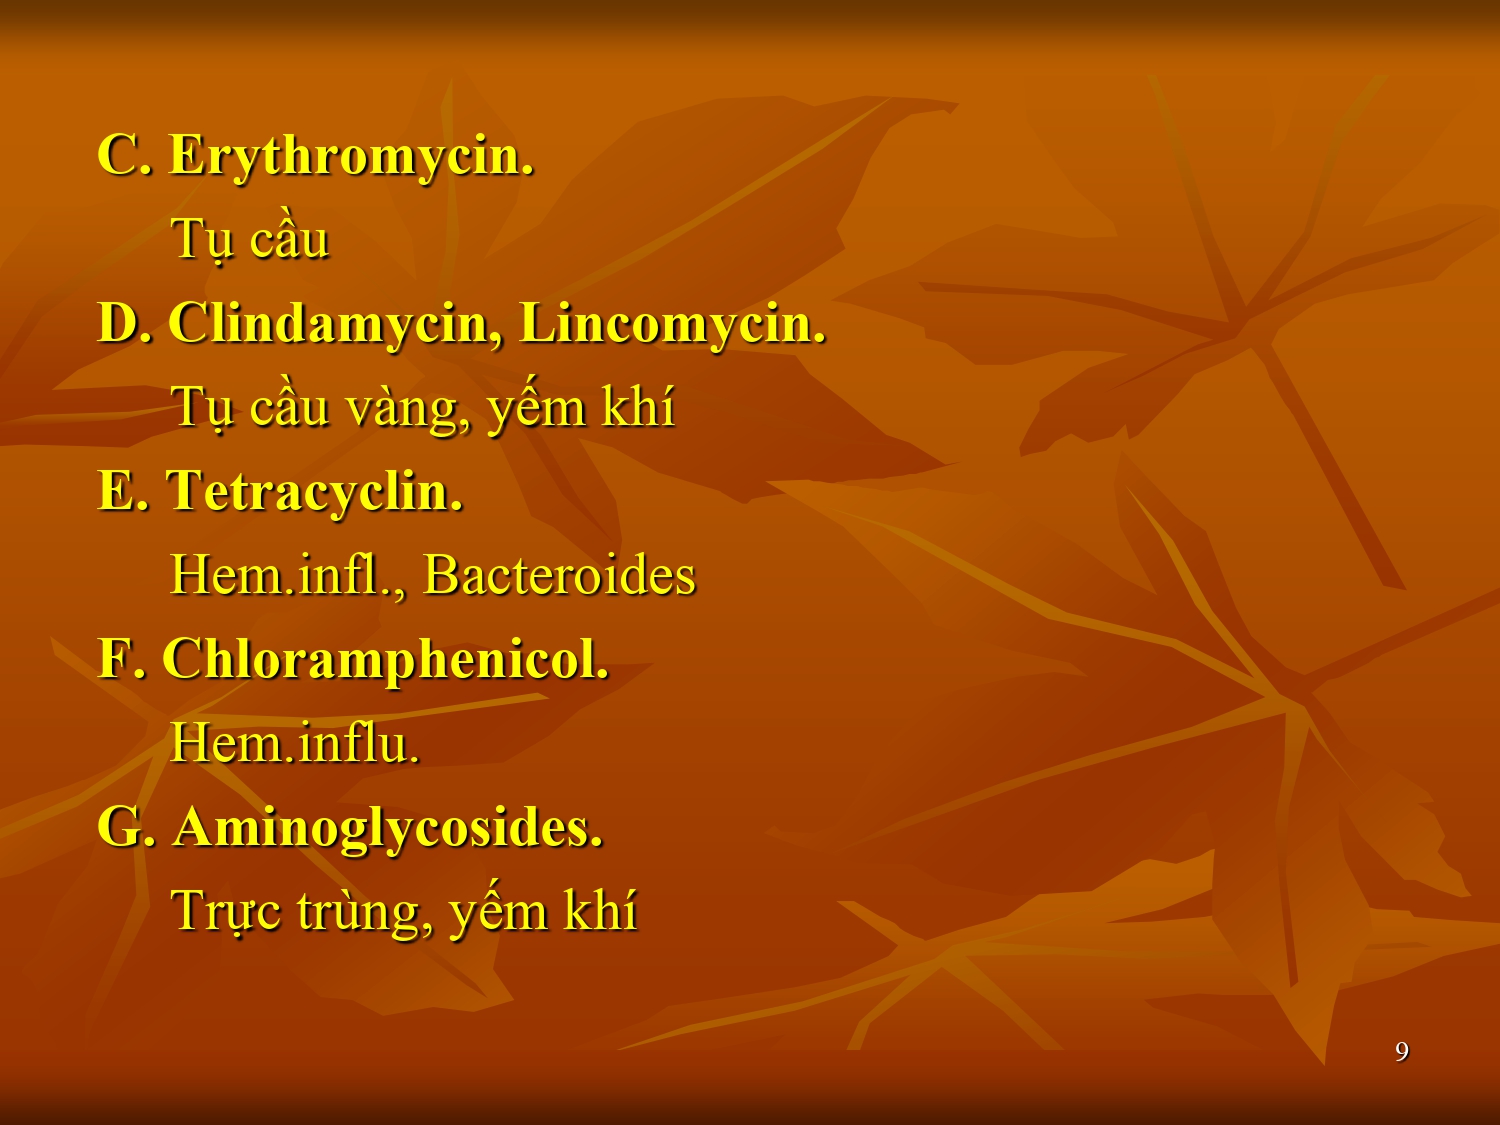 C. Erythromycin.
Tụ cầu
D. Clindamycin, Lincomycin.
Tụ cầu vàng, yếm khí
E. Tetracyclin.
Hem.infl., Bacteroides
F. Chloramphenicol.
Hem.influ.
G. Aminoglycosides.
Trực trùng, yếm khí
9